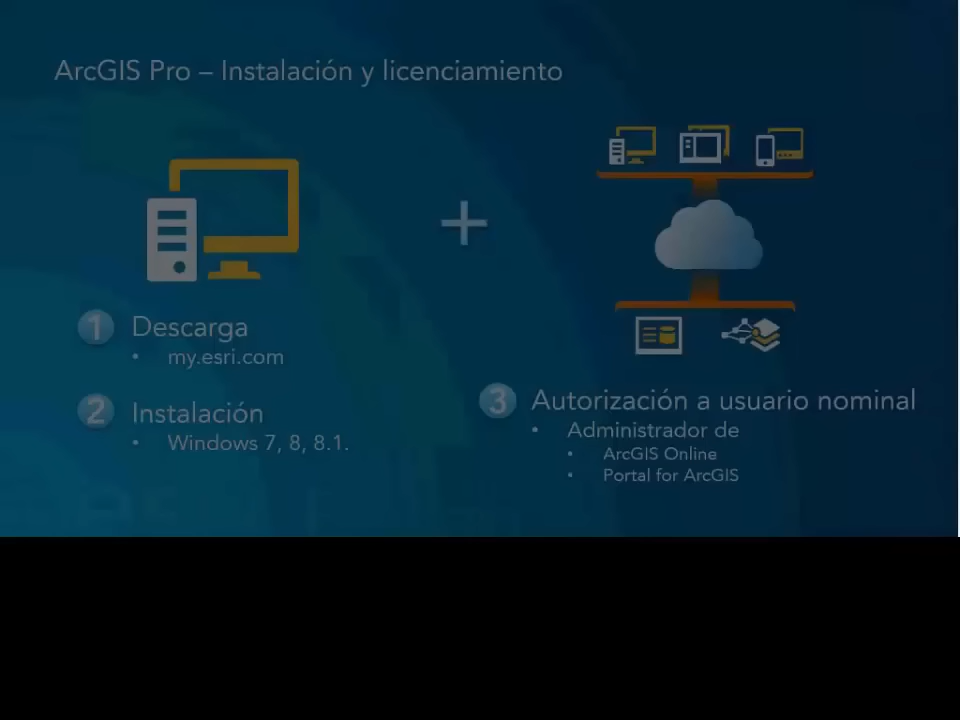 ArcGIS Pro – Instalación y licenciamiento
1 Descarga
• my.esri.com
2 Instalación
• Windows 7, 8, 8.1.
3 Autorización a usuario nominal
• Administrador de
• ArcGIS Online
• Portal for ArcGIS